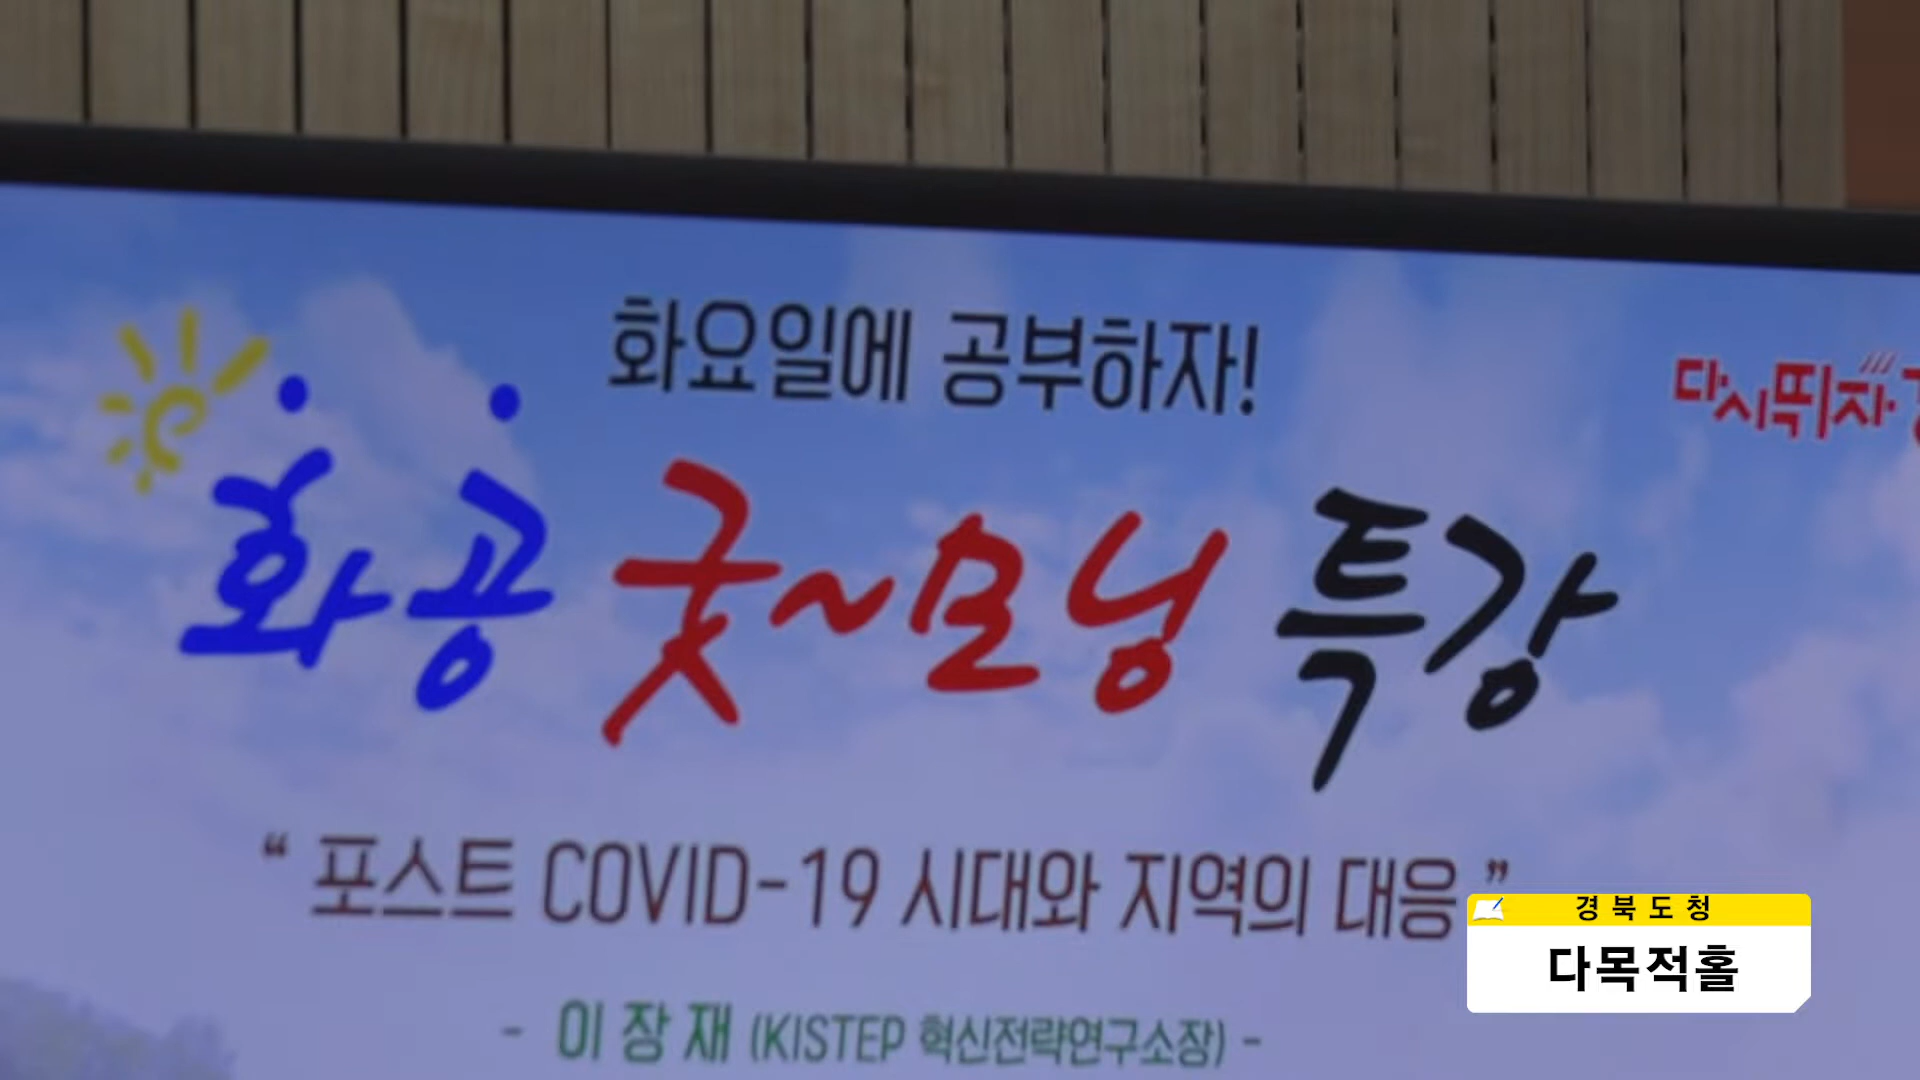 화요일에 공부하자!
다시뛰자
화공 굿~모닝 특강
“ 포스트 COVID-19 시대와 지역의 대응 ”
- 이 장 재 (KISTEP 혁신전략연구소장) -
경북도청
다목적홀